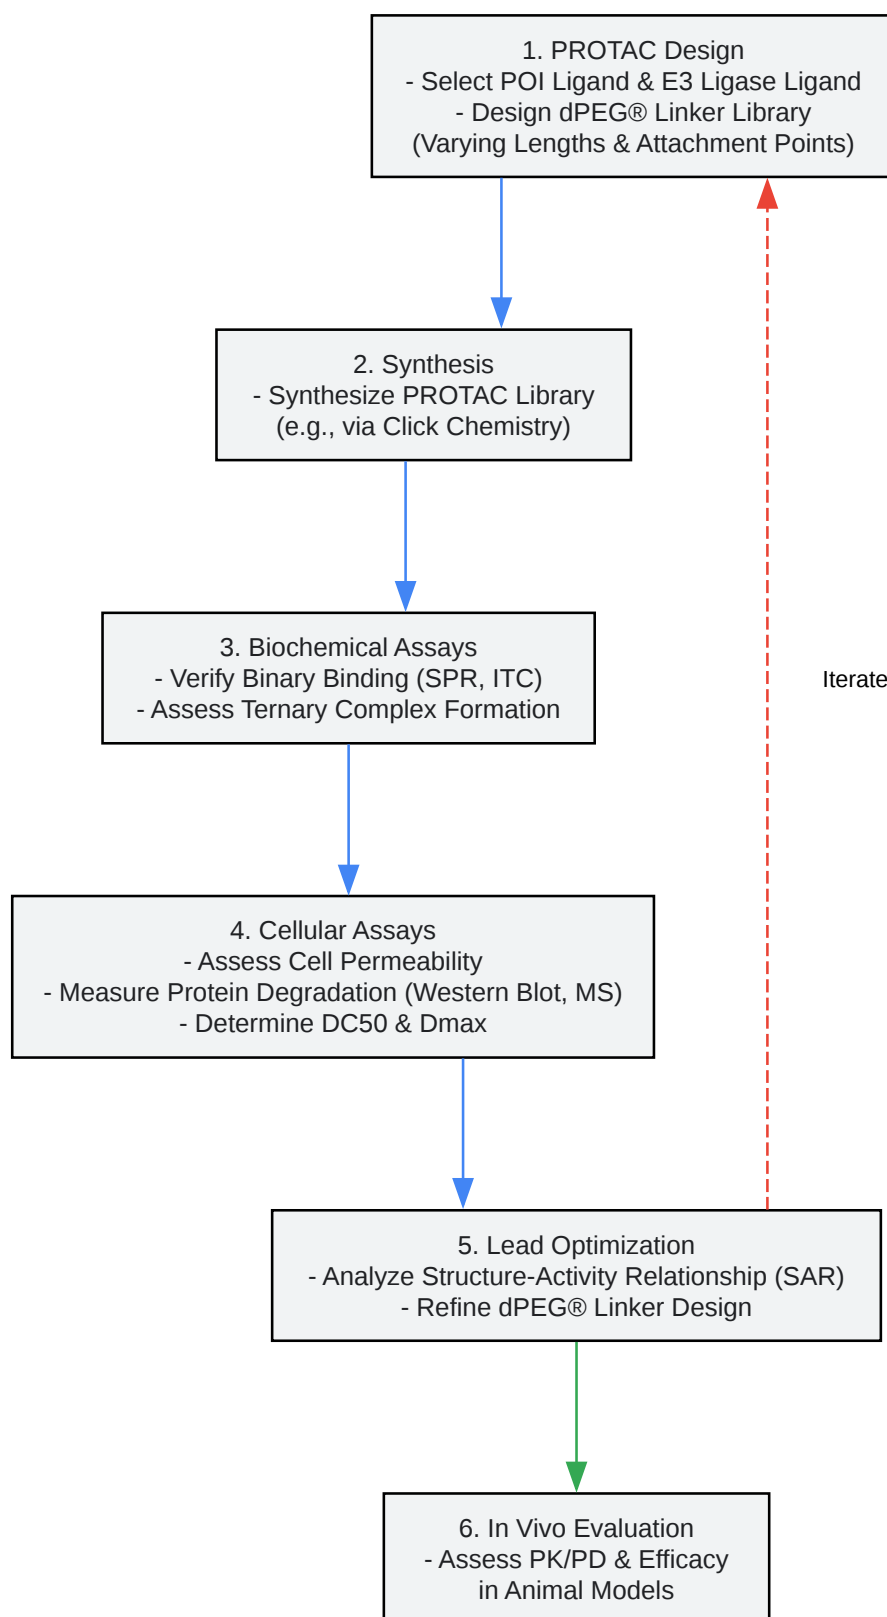 1. PROTAC Design
- Select POI Ligand & E3 Ligase Ligand
- Design dPEG® Linker Library
(Varying Lengths & Attachment Points)
2. Synthesis
- Synthesize PROTAC Library
(e.g., via Click Chemistry)
3. Biochemical Assays
- Verify Binary Binding (SPR, ITC)
- Assess Ternary Complex Formation
Iterate
4. Cellular Assays
- Assess Cell Permeability
- Measure Protein Degradation (Western Blot, MS)
- Determine DC50 & Dmax
5. Lead Optimization
- Analyze Structure-Activity Relationship (SAR)
- Refine dPEG® Linker Design
6. In Vivo Evaluation
- Assess PK/PD & Efficacy
in Animal Models